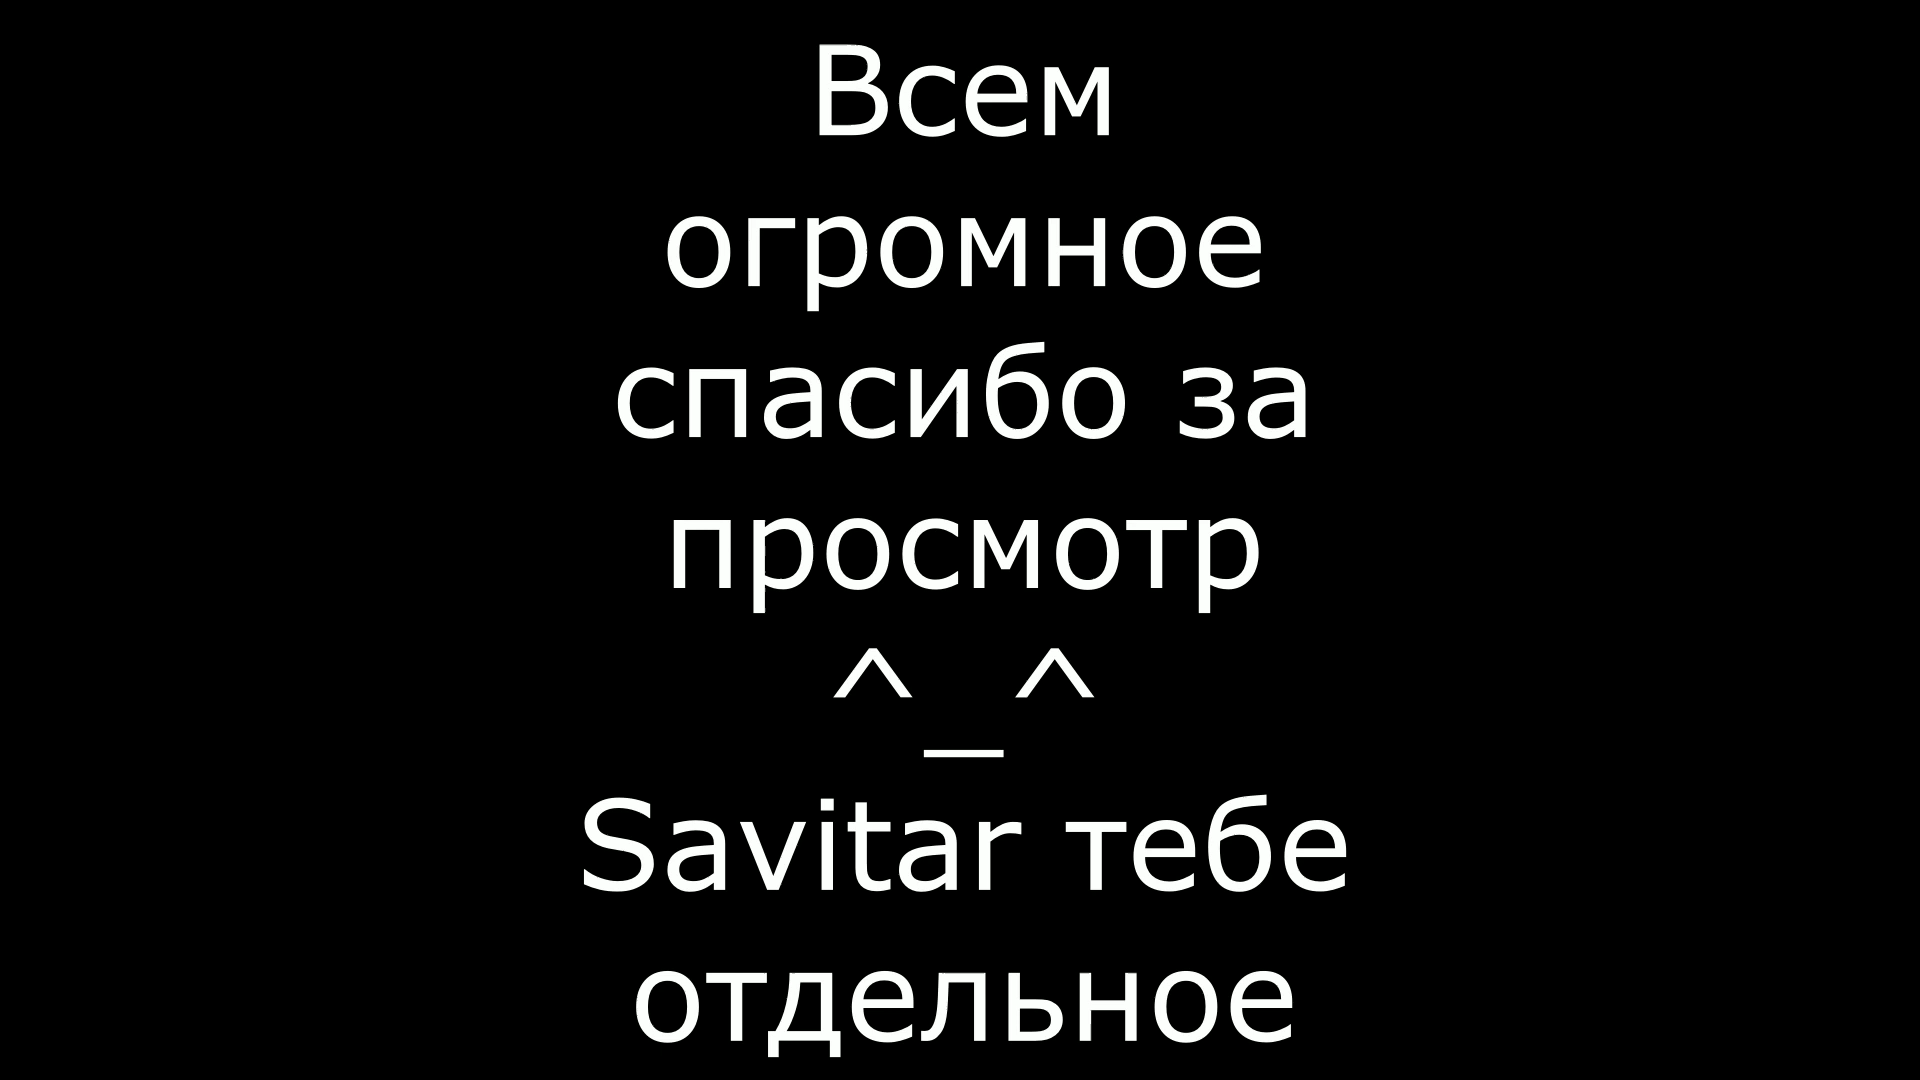 Всем
огромное
спасибо за
просмотр
^_^
Savitar тебе
отдельное